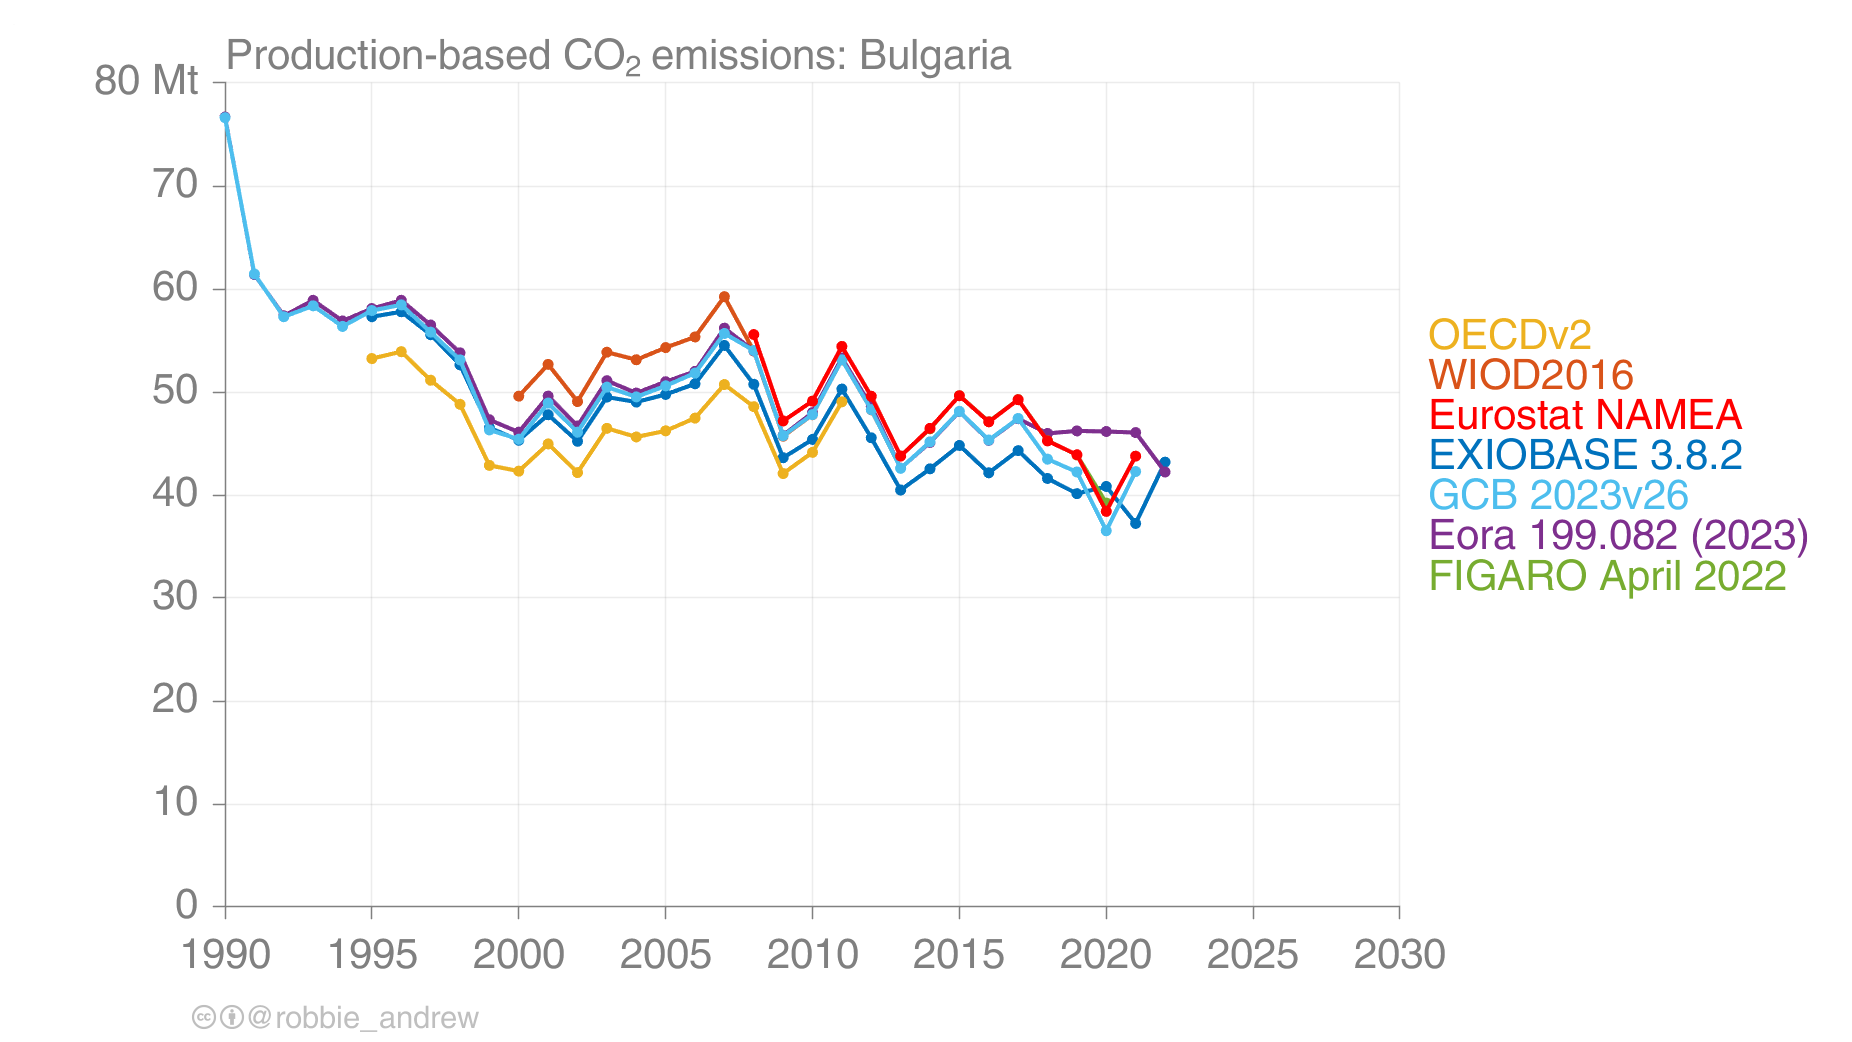 Production-based CO₂ emissions: Bulgaria
80 Mt
70
60
50
40
30
20
10
0
1990 1995 2000 2005 2010 2015 2020 2025 2030
OECDv2
WIOD2016
Eurostat NAMEA
EXIOBASE 3.8.2
GCB 2023v26
Eora 199.082 (2023)
FIGARO April 2022
cc @robbie_andrew